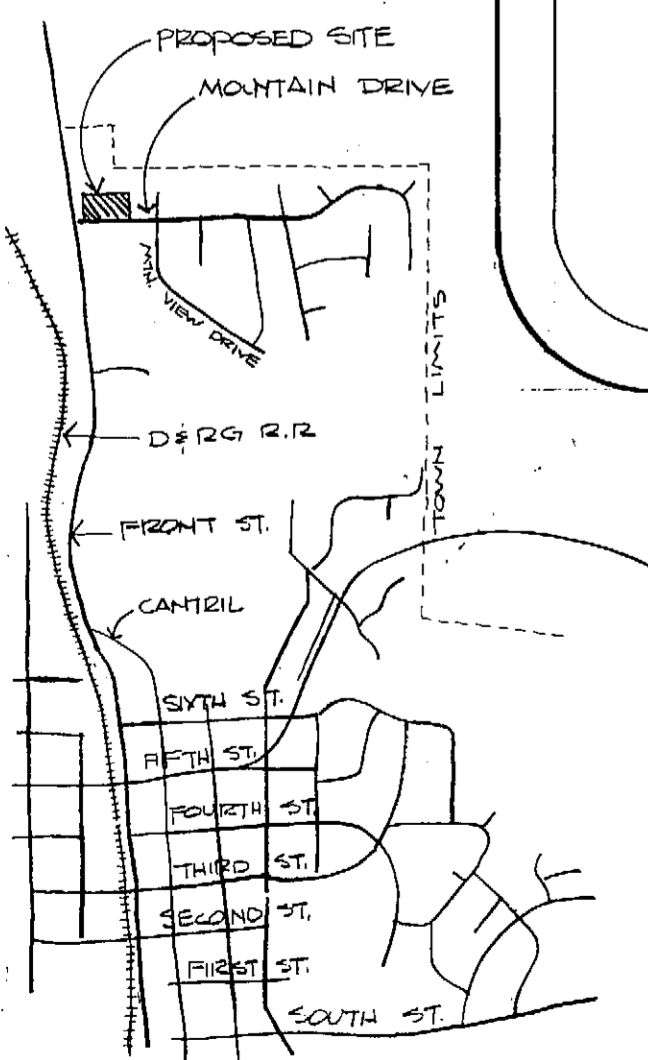 PROPOSED SITE
MOUNTAIN DRIVE
MTN.
VIEW DRIVE
TOWN LIMITS
D&RG R.R
FRONT ST.
CANTRIL
SIXTH ST.
FIFTH ST.
FOURTH ST.
THIRD ST.
SECOND ST.
FIRST ST.
SOUTH ST.